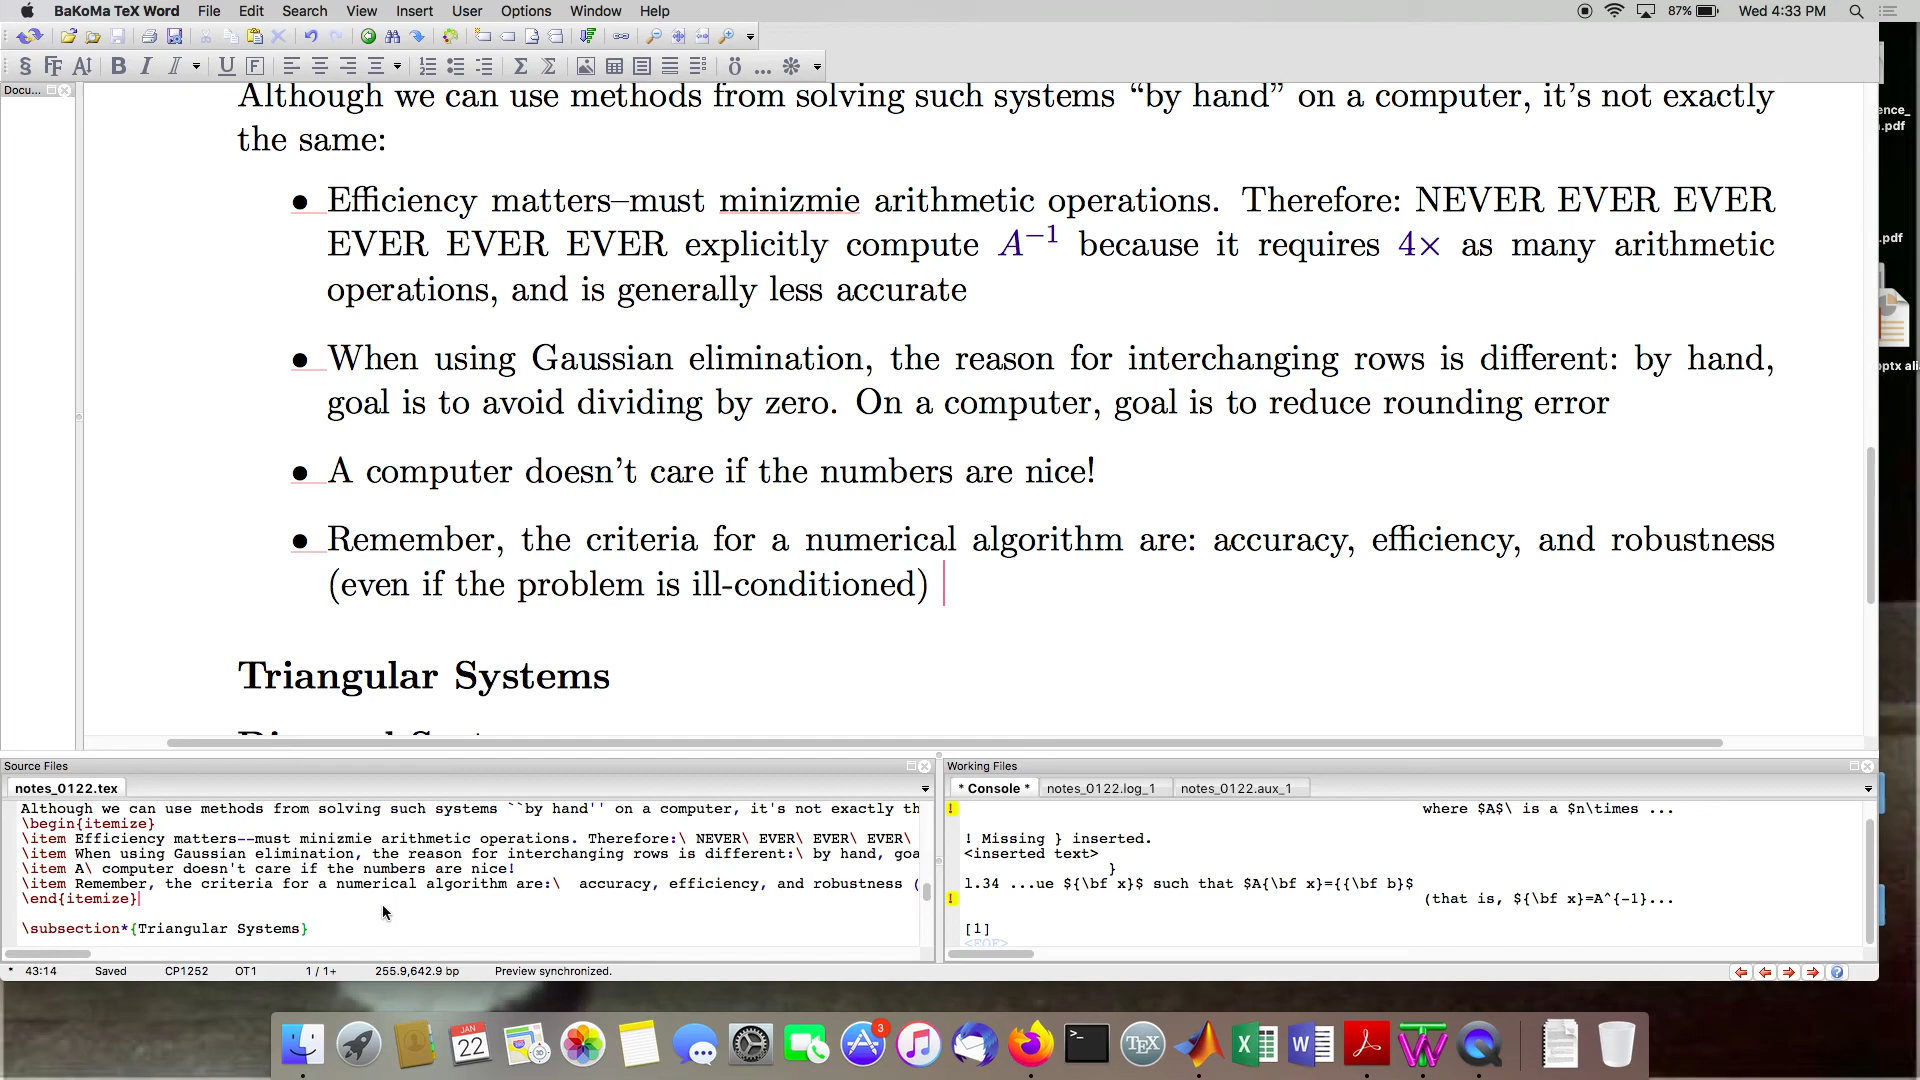 BaKoMa TeX Word File Edit Search View Insert User Options Window Help 87% Wed 4:33 PM
Docu...
Although we can use methods from solving such systems “by hand” on a computer, it’s not exactly
the same:
• Efficiency matters–must minizmie arithmetic operations. Therefore: NEVER EVER EVER
EVER EVER EVER explicitly compute A⁻¹ because it requires 4× as many arithmetic
operations, and is generally less accurate
• When using Gaussian elimination, the reason for interchanging rows is different: by hand,
goal is to avoid dividing by zero. On a computer, goal is to reduce rounding error
• A computer doesn’t care if the numbers are nice!
• Remember, the criteria for a numerical algorithm are: accuracy, efficiency, and robustness
(even if the problem is ill-conditioned)
Triangular Systems
ence_
.pdf
.pdf
pptx ali
Source Files
notes_0122.tex
Although we can use methods from solving such systems ``by hand'' on a computer, it's not exactly th
\begin{itemize}
\item Efficiency matters--must minizmie arithmetic operations. Therefore:\ NEVER\ EVER\ EVER\ EVER\
\item When using Gaussian elimination, the reason for interchanging rows is different:\ by hand, goa
\item A\ computer doesn't care if the numbers are nice!
\item Remember, the criteria for a numerical algorithm are:\  accuracy, efficiency, and robustness (
\end{itemize}
\subsection*{Triangular Systems}
Working Files
* Console * notes_0122.log_1 notes_0122.aux_1
where $A$\ is a $n\times ...
! Missing } inserted.
<inserted text>
}
l.34 ...ue ${\bf x}$ such that $A{\bf x}={{\bf b}$
(that is, ${\bf x}=A^{-1}...
[1]
<EOF>
* 43:14 Saved CP1252 OT1 1 / 1+ 255.9,642.9 bp Preview synchronized.
JAN
22
3
TEX